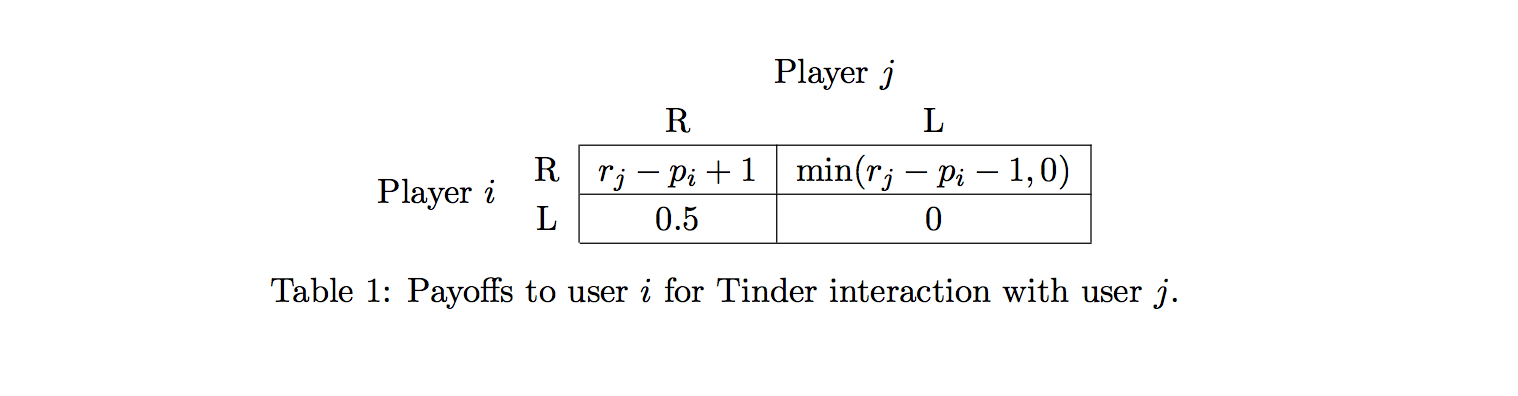 Player j
R L
R r_j − p_i + 1 min(r_j − p_i − 1, 0)
Player i
L 0.5 0
Table 1: Payoffs to user i for Tinder interaction with user j.